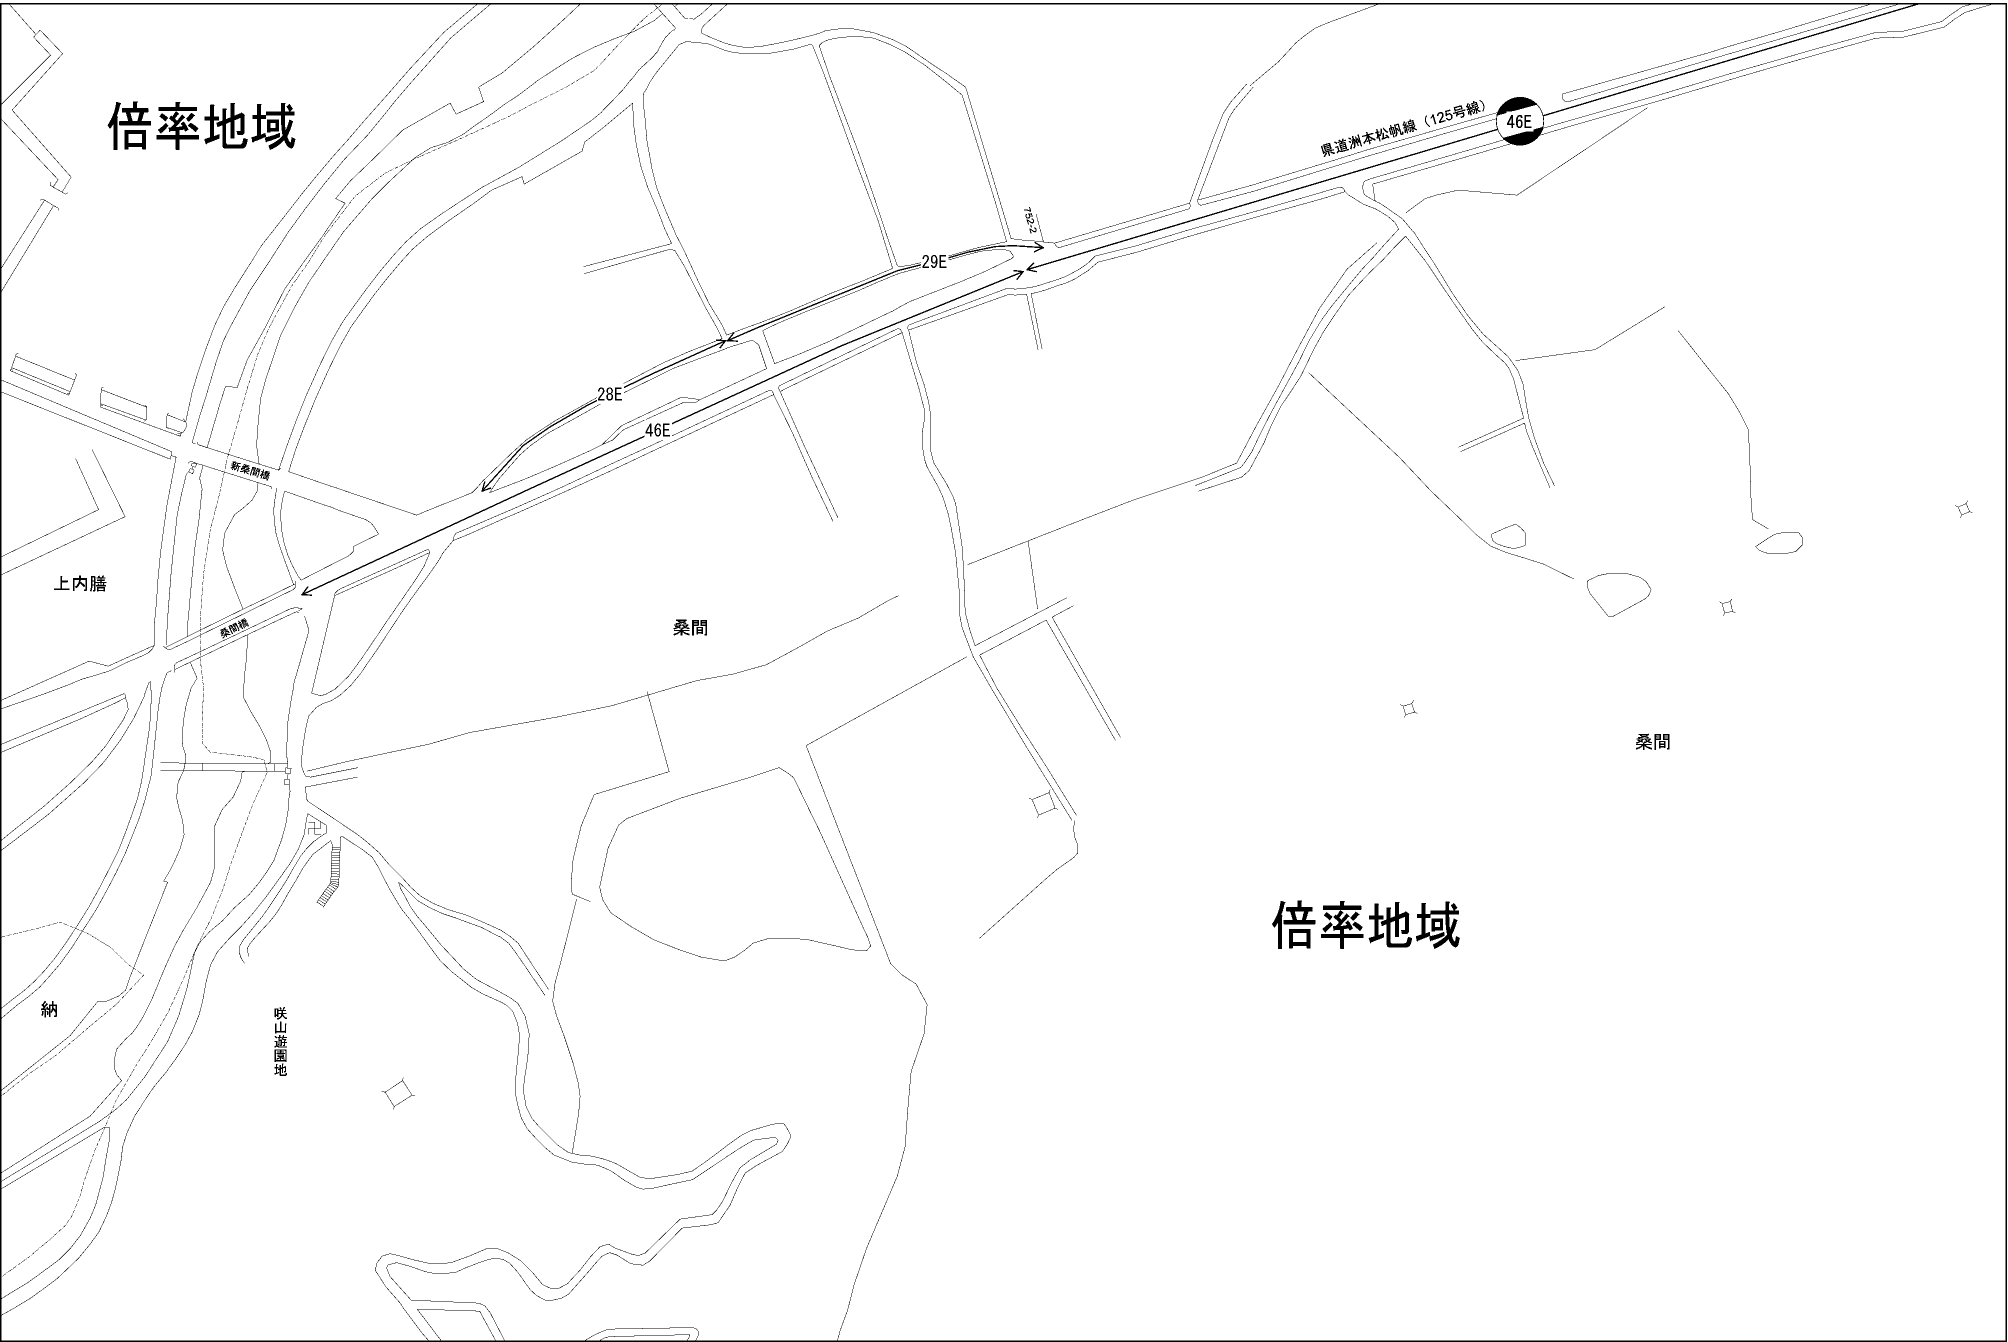 倍率地域
県道洲本松帆線（125号線）
46E
752-2
29E
28E
46E
新桑間橋
上内膳
桑間橋
桑間
桑間
倍率地域
納
咲山遊園地